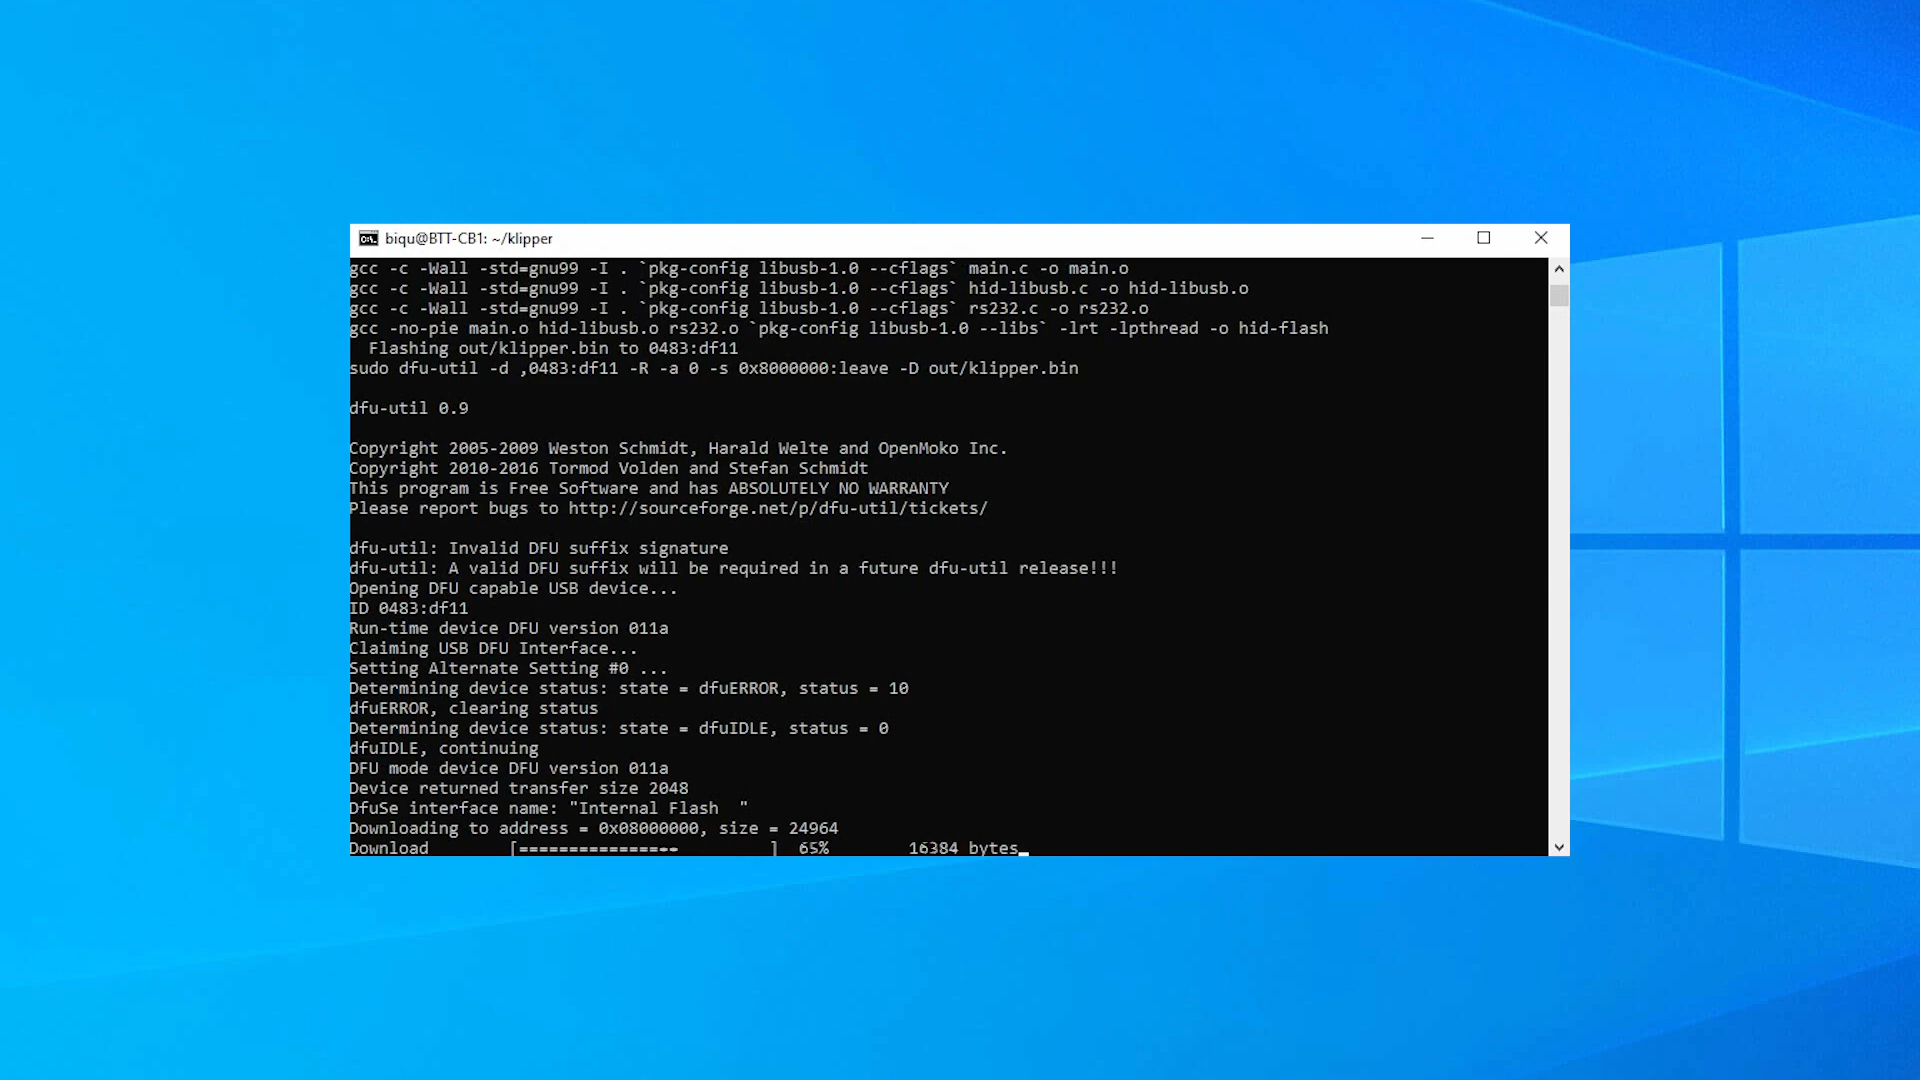 biqu@BTT-CB1: ~/klipper
gcc -c -Wall -std=gnu99 -I . `pkg-config libusb-1.0 --cflags` main.c -o main.o
gcc -c -Wall -std=gnu99 -I . `pkg-config libusb-1.0 --cflags` hid-libusb.c -o hid-libusb.o
gcc -c -Wall -std=gnu99 -I . `pkg-config libusb-1.0 --cflags` rs232.c -o rs232.o
gcc -no-pie main.o hid-libusb.o rs232.o `pkg-config libusb-1.0 --libs` -lrt -lpthread -o hid-flash
  Flashing out/klipper.bin to 0483:df11
sudo dfu-util -d ,0483:df11 -R -a 0 -s 0x8000000:leave -D out/klipper.bin
dfu-util 0.9
Copyright 2005-2009 Weston Schmidt, Harald Welte and OpenMoko Inc.
Copyright 2010-2016 Tormod Volden and Stefan Schmidt
This program is Free Software and has ABSOLUTELY NO WARRANTY
Please report bugs to http://sourceforge.net/p/dfu-util/tickets/
dfu-util: Invalid DFU suffix signature
dfu-util: A valid DFU suffix will be required in a future dfu-util release!!!
Opening DFU capable USB device...
ID 0483:df11
Run-time device DFU version 011a
Claiming USB DFU Interface...
Setting Alternate Setting #0 ...
Determining device status: state = dfuERROR, status = 10
dfuERROR, clearing status
Determining device status: state = dfuIDLE, status = 0
dfuIDLE, continuing
DFU mode device DFU version 011a
Device returned transfer size 2048
DfuSe interface name: "Internal Flash  "
Downloading to address = 0x08000000, size = 24964
Download        [================          ]  65%        16384 bytes